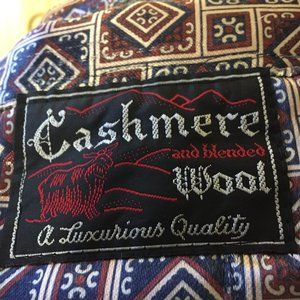 Cashmere
and blended
Wool
A Luxurious Quality